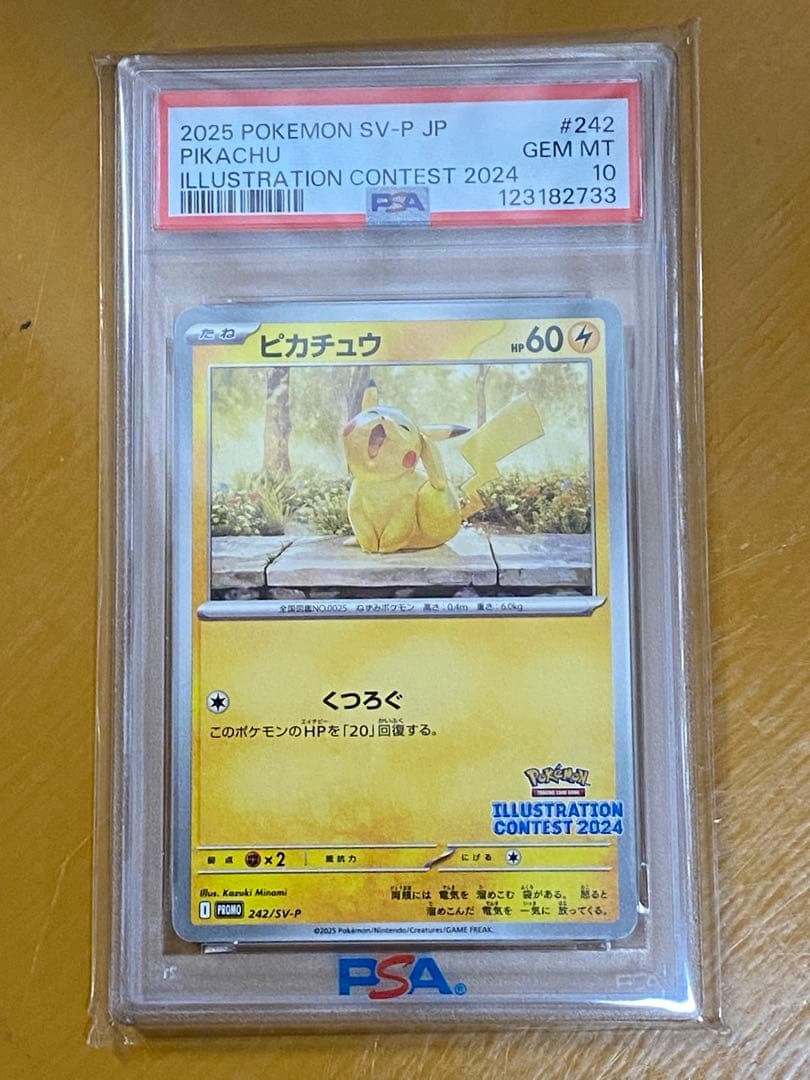 2025 POKEMON SV-P JP #242
PIKACHU GEM MT
ILLUSTRATION CONTEST 2024 10
PSA 123182733
たね ピカチュウ HP60
全国図鑑NO.0025 ねずみポケモン 高さ:0.4m 重さ:6.0kg
くつろぐ
このポケモンのHPを「20」回復する。
Pokémon
TRADING CARD GAME
ILLUSTRATION
CONTEST 2024
弱点 ×2 抵抗力 にげる
Illus. Kazuki Minami
両頬には 電気を 溜めこむ 袋がある。 怒ると
溜めこんだ 電気を 一気に 放ってくる。
I PROMO 242/SV-P
©2025 Pokémon/Nintendo/Creatures/GAME FREAK.
PSA®